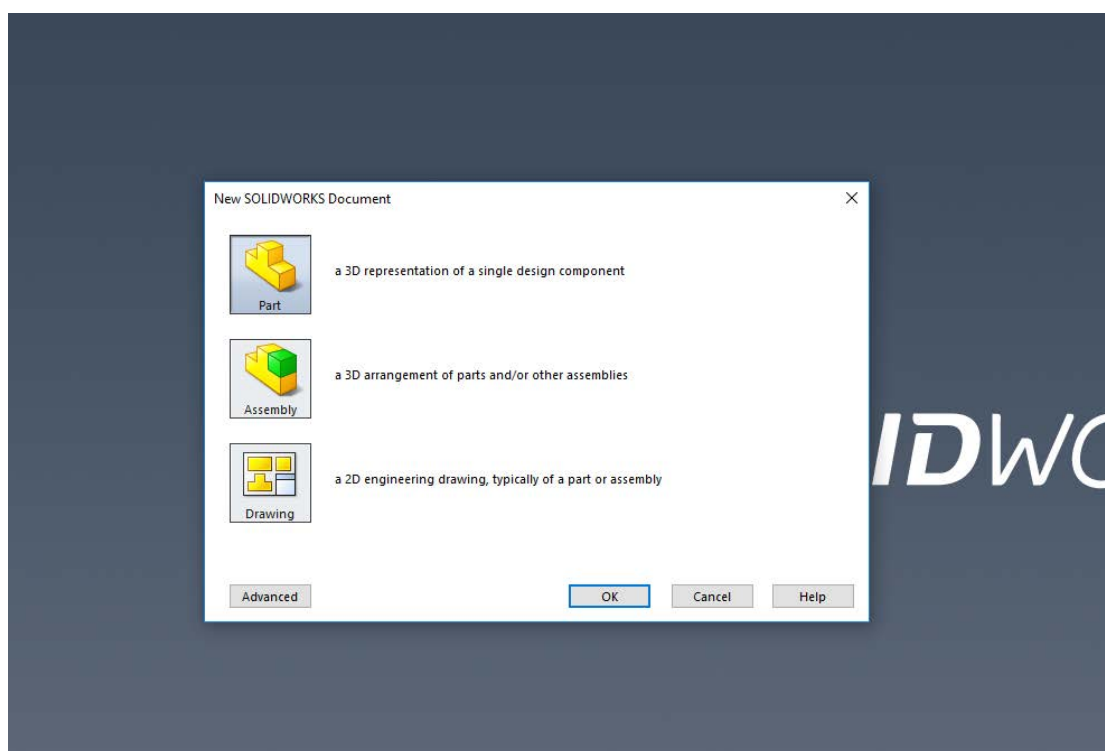 New SOLIDWORKS Document
Part
a 3D representation of a single design component
Assembly
a 3D arrangement of parts and/or other assemblies
IDWO
Drawing
a 2D engineering drawing, typically of a part or assembly
Advanced
OK
Cancel
Help